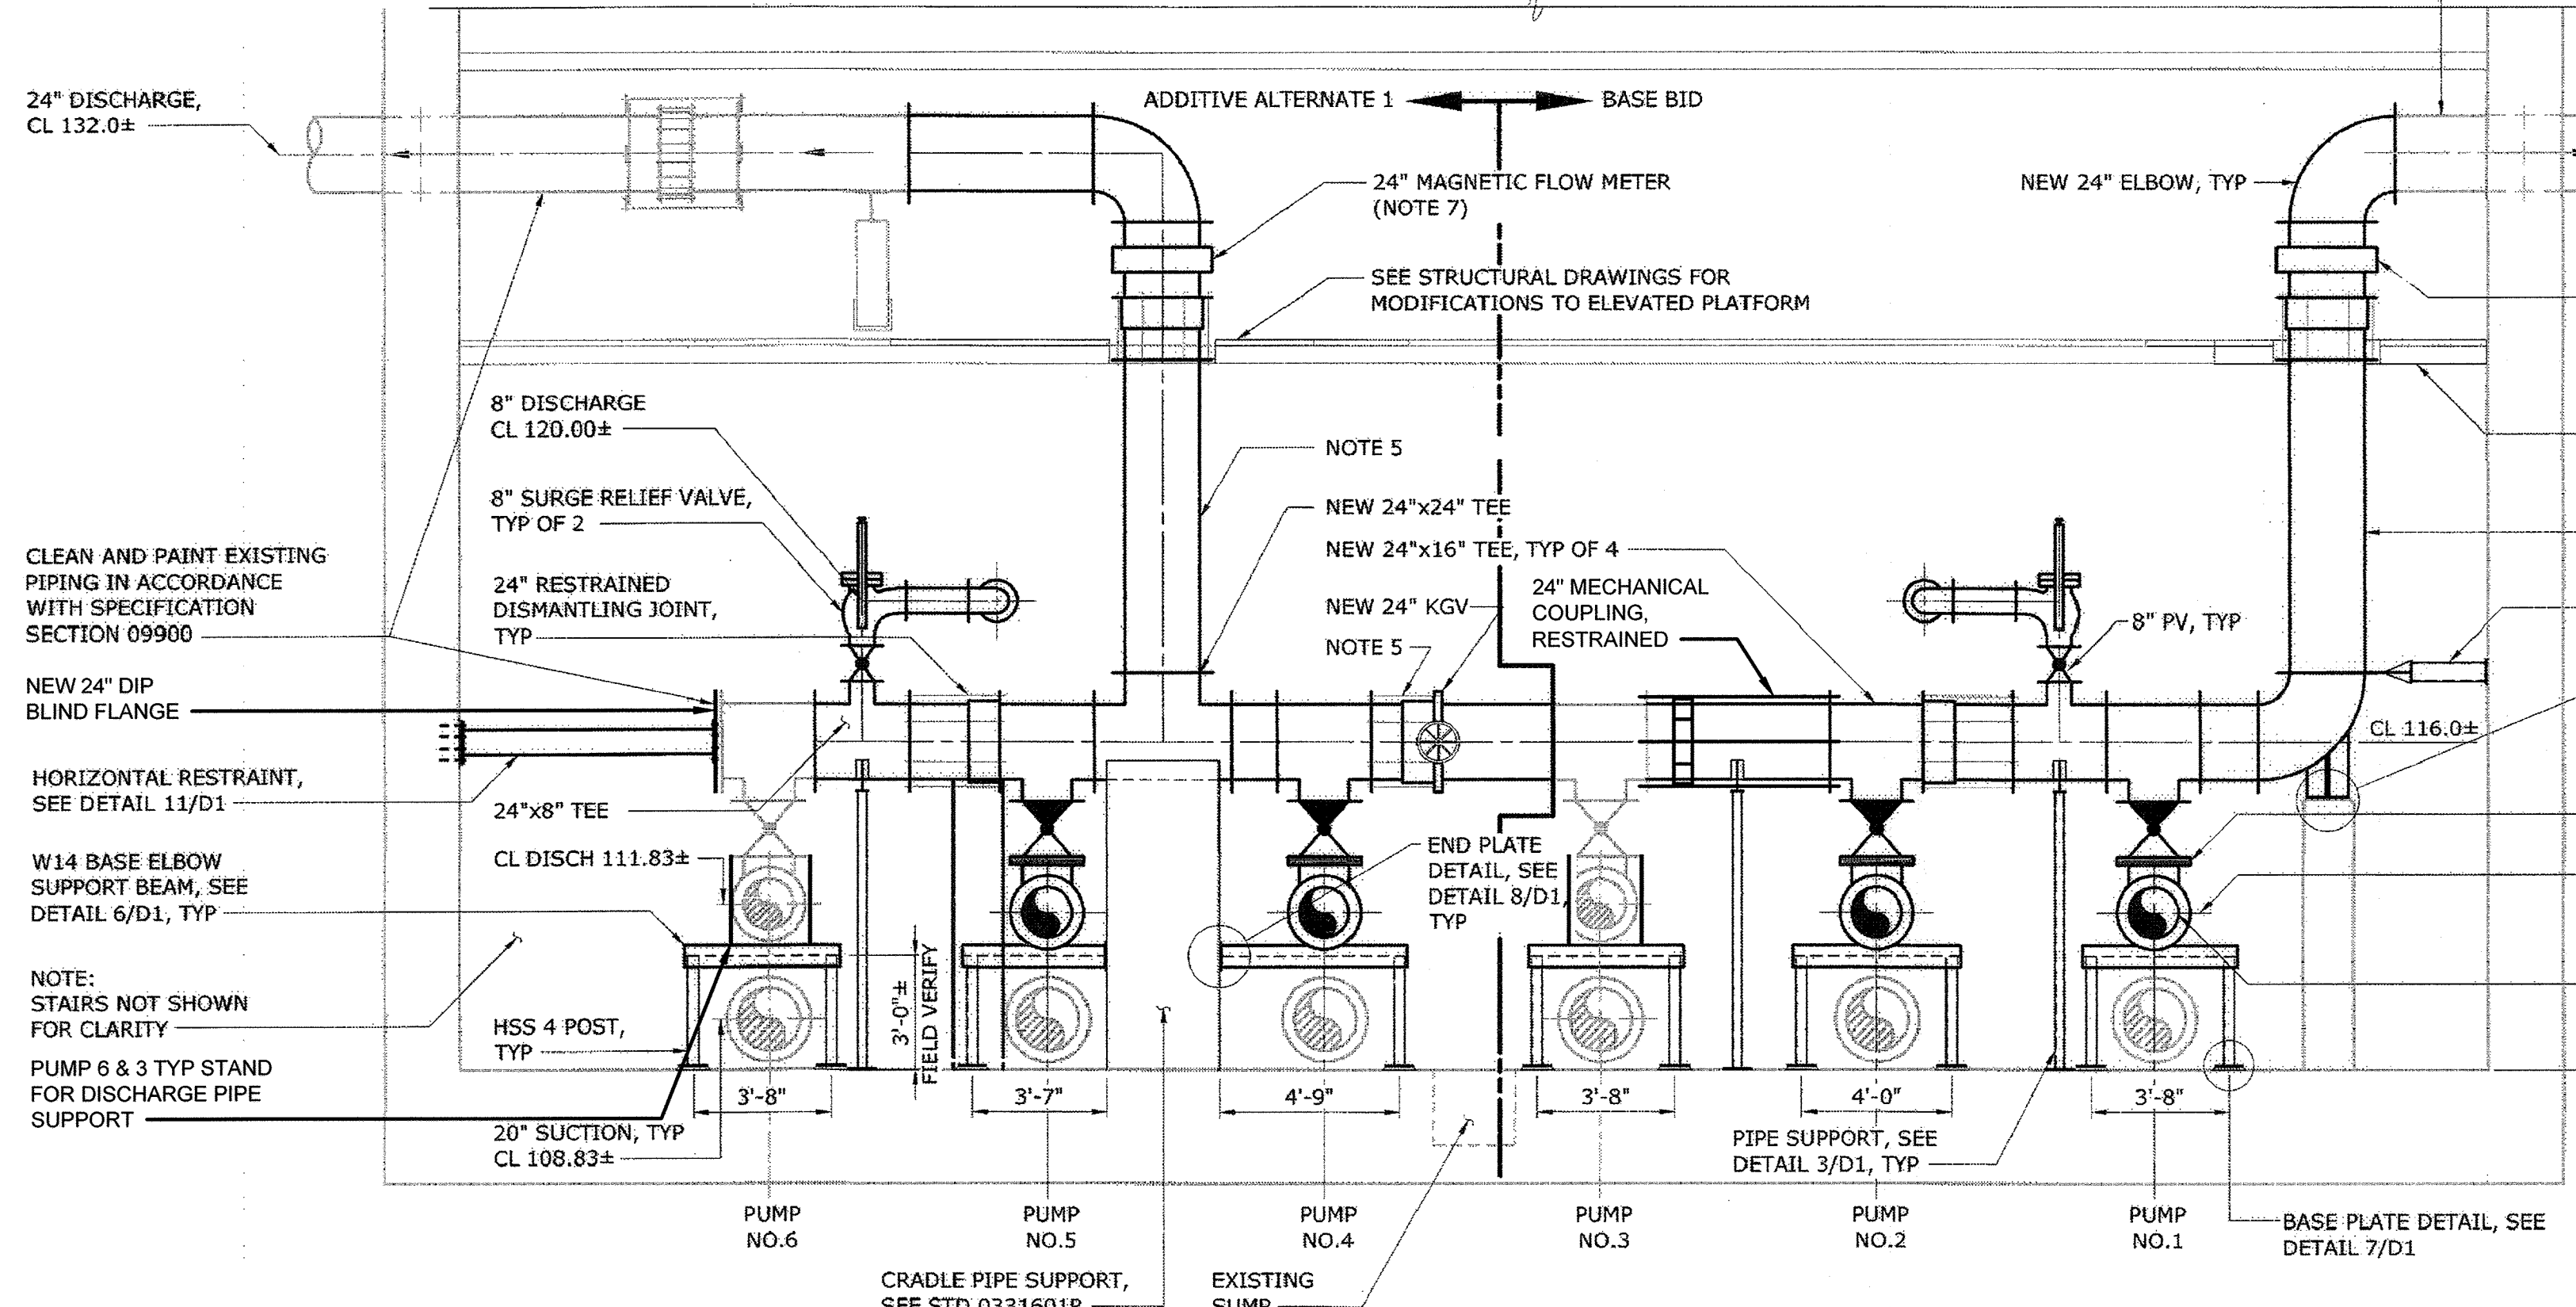 24" DISCHARGE,
CL 132.0±
ADDITIVE ALTERNATE 1
BASE BID
24" MAGNETIC FLOW METER
(NOTE 7)
NEW 24" ELBOW, TYP
SEE STRUCTURAL DRAWINGS FOR
MODIFICATIONS TO ELEVATED PLATFORM
8" DISCHARGE
CL 120.00±
NOTE 5
8" SURGE RELIEF VALVE,
TYP OF 2
NEW 24"x24" TEE
NEW 24"x16" TEE, TYP OF 4
CLEAN AND PAINT EXISTING
PIPING IN ACCORDANCE
WITH SPECIFICATION
SECTION 09900
24" RESTRAINED
DISMANTLING JOINT,
TYP
NEW 24" KGV
NOTE 5
24" MECHANICAL
COUPLING,
RESTRAINED
8" PV, TYP
NEW 24" DIP
BLIND FLANGE
CL 116.0±
HORIZONTAL RESTRAINT,
SEE DETAIL 11/D1
24"x8" TEE
CL DISCH 111.83±
END PLATE
DETAIL, SEE
DETAIL 8/D1,
TYP
W14 BASE ELBOW
SUPPORT BEAM, SEE
DETAIL 6/D1, TYP
NOTE:
STAIRS NOT SHOWN
FOR CLARITY
HSS 4 POST,
TYP
3'-0"±
FIELD VERIFY
PUMP 6 & 3 TYP STAND
FOR DISCHARGE PIPE
SUPPORT
3'-8"
3'-7"
4'-9"
3'-8"
4'-0"
3'-8"
20" SUCTION, TYP
CL 108.83±
PIPE SUPPORT, SEE
DETAIL 3/D1, TYP
PUMP
NO.6
PUMP
NO.5
PUMP
NO.4
PUMP
NO.3
PUMP
NO.2
PUMP
NO.1
BASE PLATE DETAIL, SEE
DETAIL 7/D1
CRADLE PIPE SUPPORT,
SEE STD 0331601P
EXISTING
SUMP